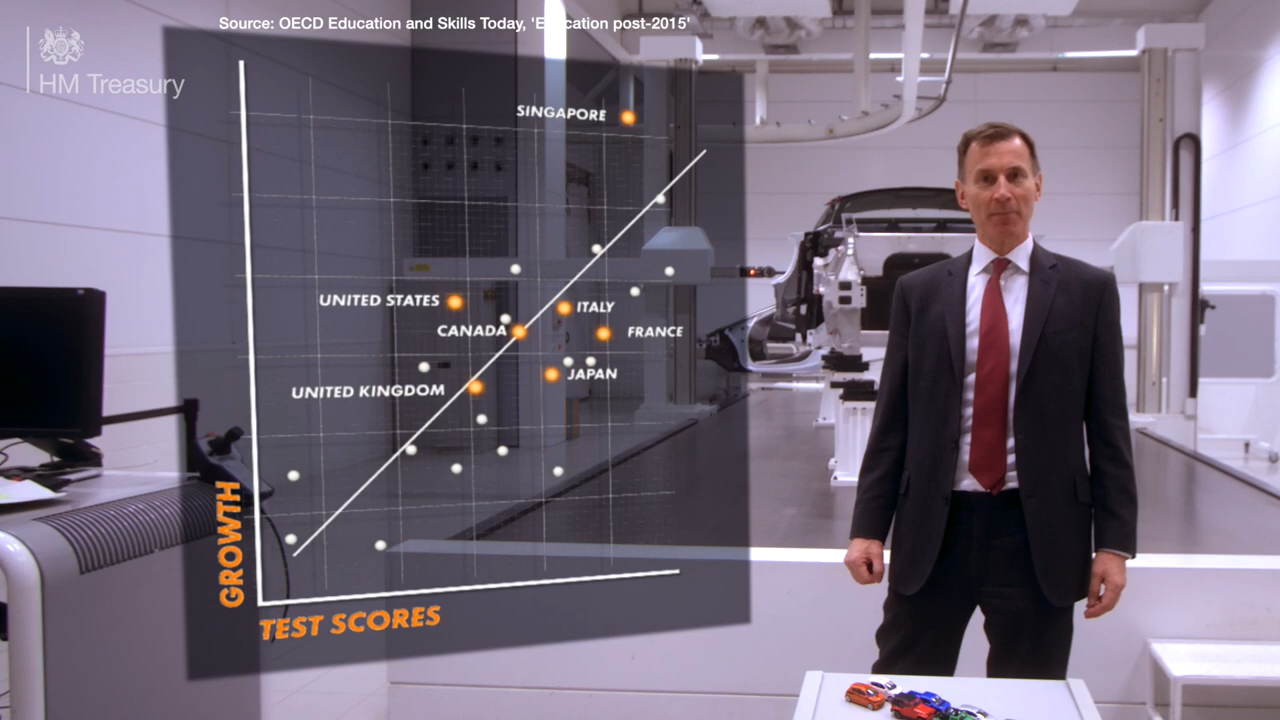 Source: OECD Education and Skills Today, 'Education post-2015'
HM Treasury
SINGAPORE
UNITED STATES
ITALY
CANADA
FRANCE
JAPAN
UNITED KINGDOM
GROWTH
TEST SCORES